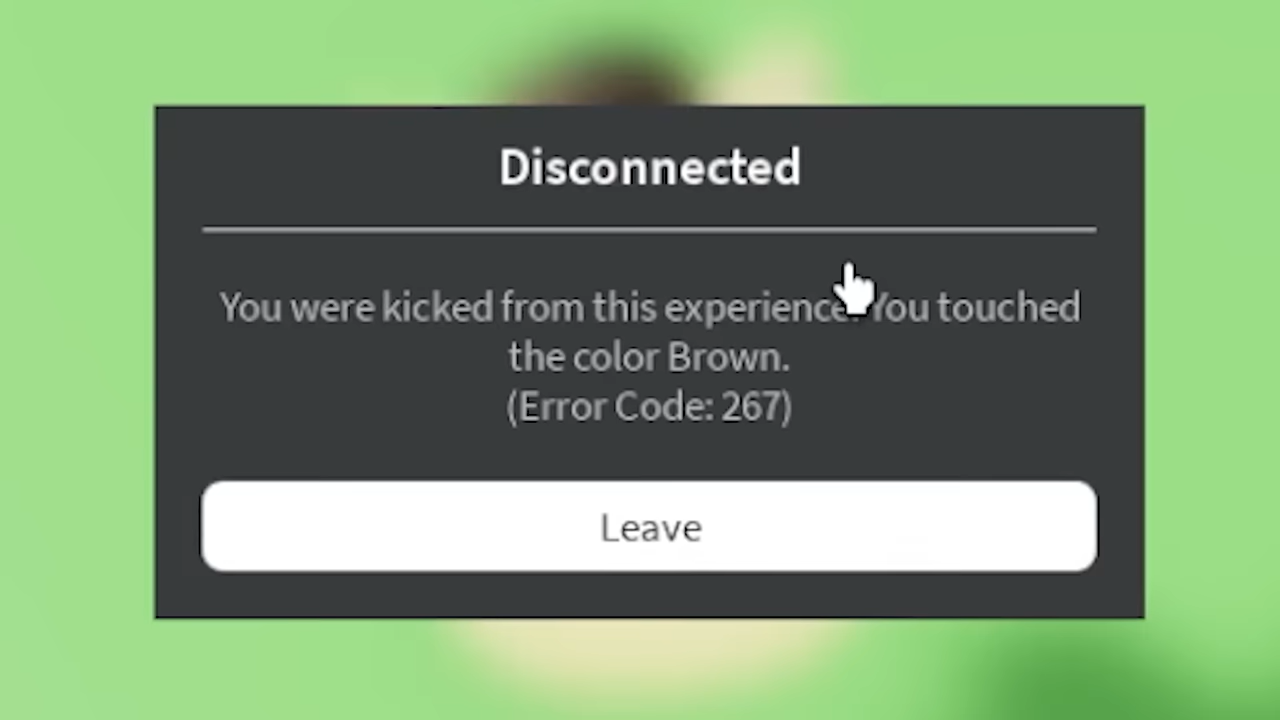 Disconnected
You were kicked from this experience. You touched
the color Brown.
(Error Code: 267)
Leave